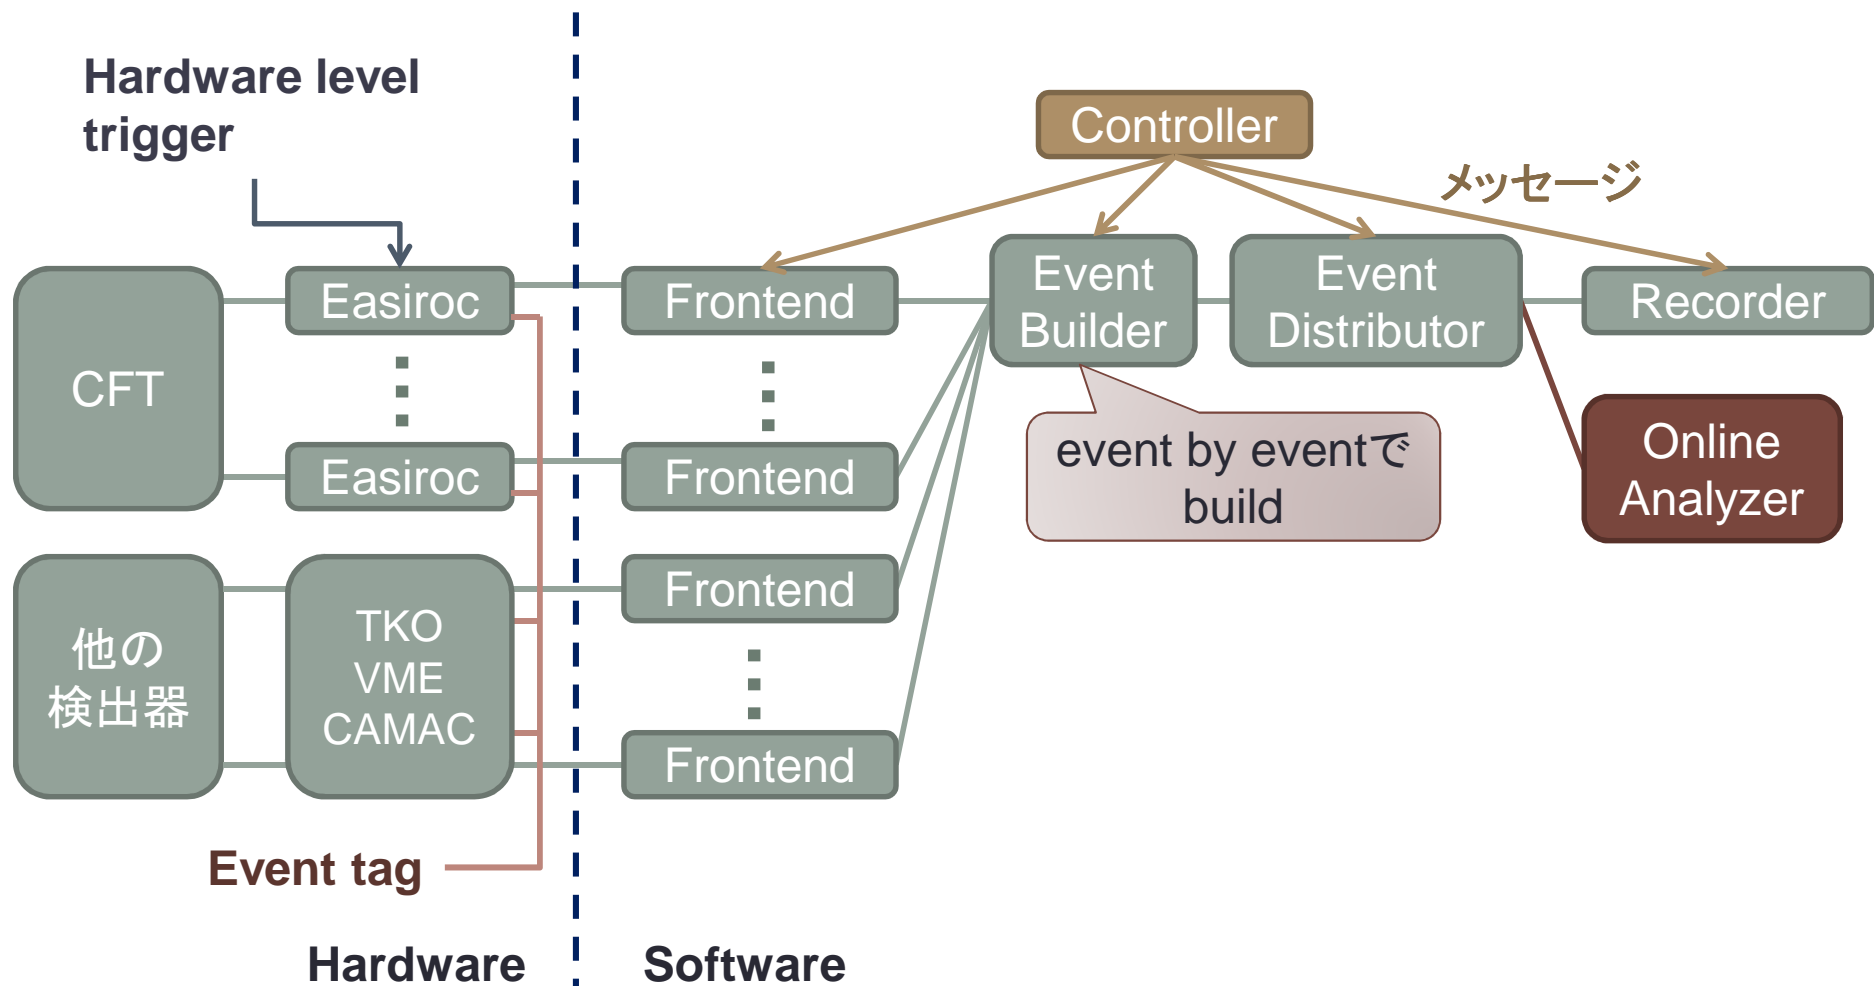 Hardware level
trigger
Controller
メッセージ
CFT
Easiroc
Easiroc
Frontend
Frontend
Event
Builder
Event
Distributor
Recorder
event by eventで
build
Online
Analyzer
他の
検出器
TKO
VME
CAMAC
Frontend
Frontend
Event tag
Hardware
Software